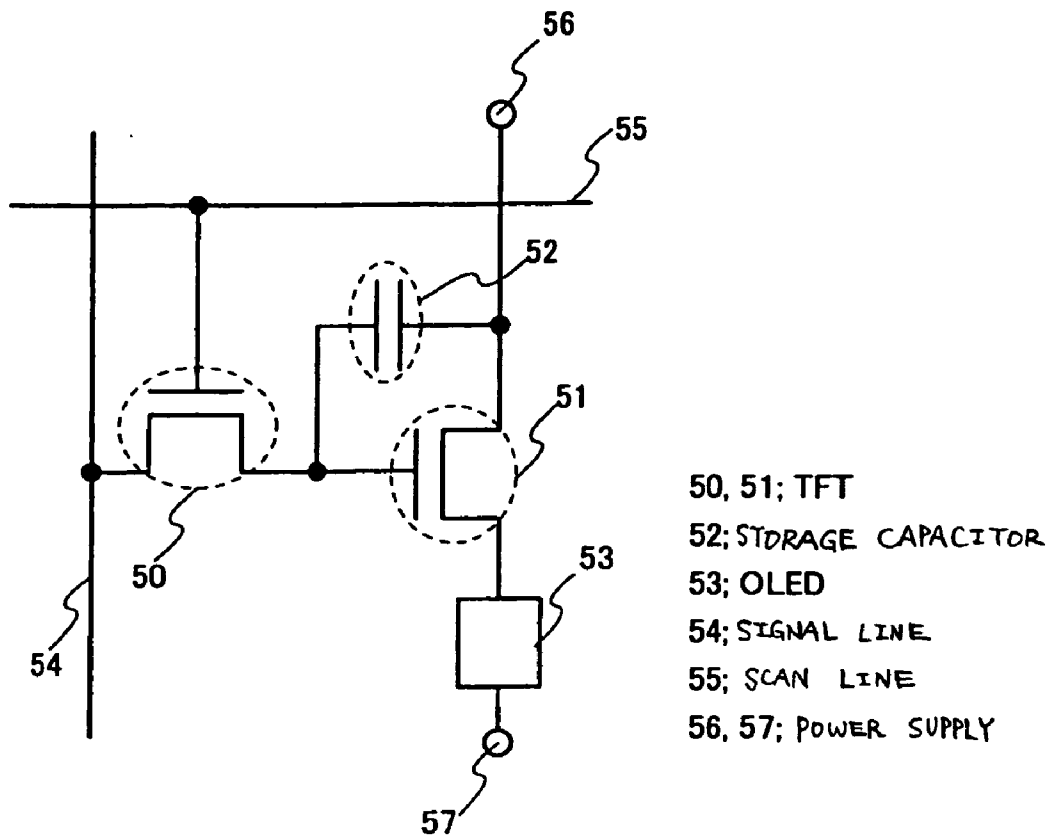 56
55
52
51
50
53
54
57
50, 51; TFT
52; STORAGE CAPACITOR
53; OLED
54; SIGNAL LINE
55; SCAN LINE
56, 57; POWER SUPPLY